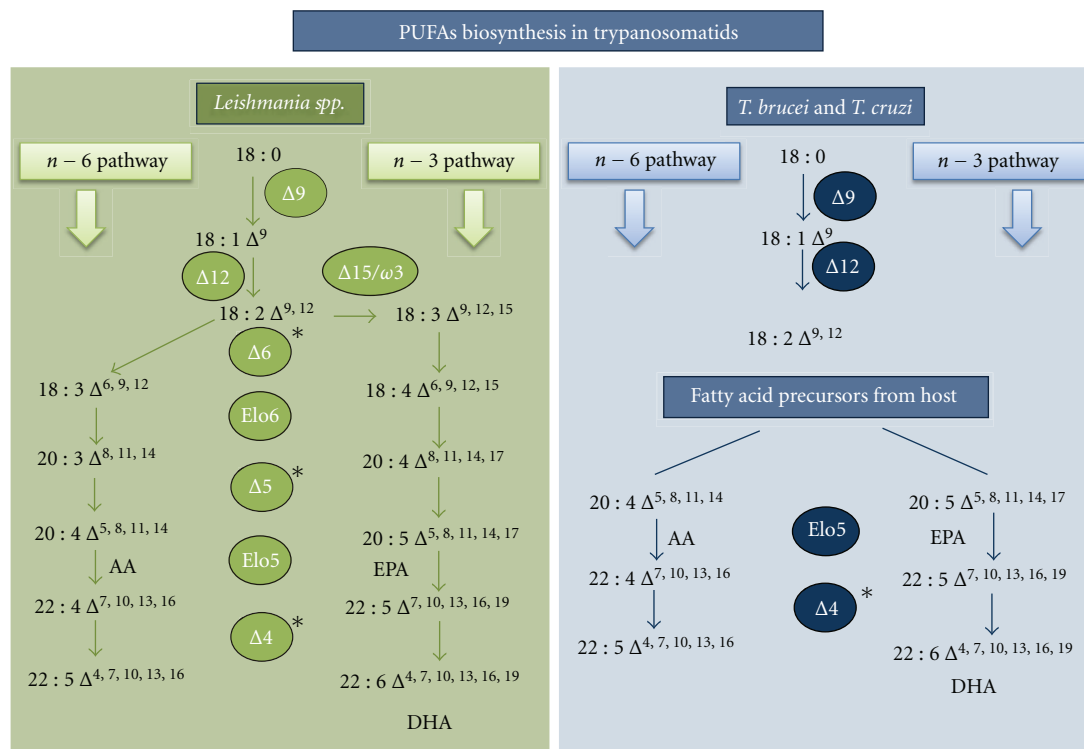 PUFAs biosynthesis in trypanosomatids
Leishmania spp.
n − 6 pathway
n − 3 pathway
18 : 0
Δ9
18 : 1 Δ⁹
Δ12
Δ15/ω3
18 : 2 Δ⁹, ¹²
18 : 3 Δ⁹, ¹², ¹⁵
Δ6*
18 : 3 Δ⁶, ⁹, ¹²
18 : 4 Δ⁶, ⁹, ¹², ¹⁵
Elo6
20 : 3 Δ⁸, ¹¹, ¹⁴
20 : 4 Δ⁸, ¹¹, ¹⁴, ¹⁷
Δ5*
20 : 4 Δ⁵, ⁸, ¹¹, ¹⁴
20 : 5 Δ⁵, ⁸, ¹¹, ¹⁴, ¹⁷
Elo5
AA
EPA
22 : 4 Δ⁷, ¹⁰, ¹³, ¹⁶
22 : 5 Δ⁷, ¹⁰, ¹³, ¹⁶, ¹⁹
Δ4*
22 : 5 Δ⁴, ⁷, ¹⁰, ¹³, ¹⁶
22 : 6 Δ⁴, ⁷, ¹⁰, ¹³, ¹⁶, ¹⁹
DHA
T. brucei and T. cruzi
n − 6 pathway
n − 3 pathway
18 : 0
Δ9
18 : 1 Δ⁹
Δ12
18 : 2 Δ⁹, ¹²
Fatty acid precursors from host
20 : 4 Δ⁵, ⁸, ¹¹, ¹⁴
20 : 5 Δ⁵, ⁸, ¹¹, ¹⁴, ¹⁷
Elo5
AA
EPA
22 : 4 Δ⁷, ¹⁰, ¹³, ¹⁶
22 : 5 Δ⁷, ¹⁰, ¹³, ¹⁶, ¹⁹
Δ4*
22 : 5 Δ⁴, ⁷, ¹⁰, ¹³, ¹⁶
22 : 6 Δ⁴, ⁷, ¹⁰, ¹³, ¹⁶, ¹⁹
DHA